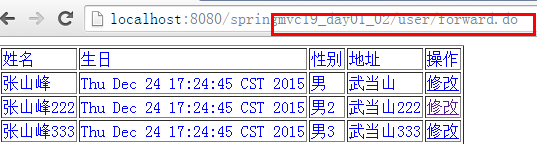 localhost:8080/springmvc19_day01_02/user/forward.do
姓名 生日 性别 地址 操作
张山峰 Thu Dec 24 17:24:45 CST 2015 男 武当山 修改
张山峰222 Thu Dec 24 17:24:45 CST 2015 男2 武当山222 修改
张山峰333 Thu Dec 24 17:24:45 CST 2015 男3 武当山333 修改